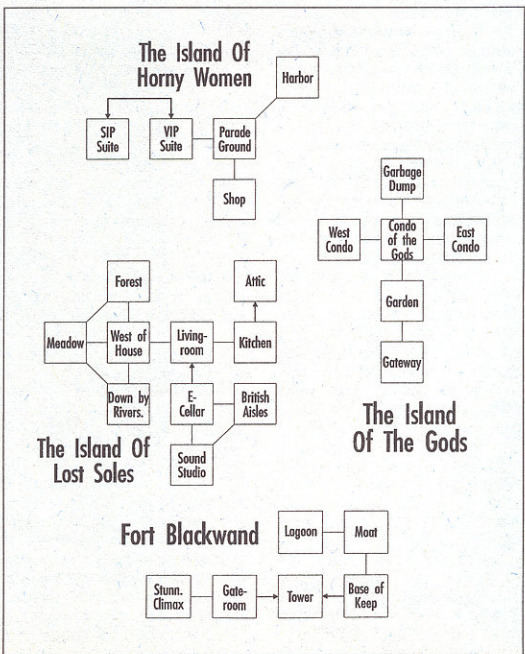 The Island Of
Horny Women
Harbor
SIP
Suite
VIP
Suite
Parade
Ground
Shop
Garbage
Dump
West
Condo
Condo
of the
Gods
East
Condo
Garden
Gateway
The Island
Of The Gods
Forest
Attic
Meadow
West of
House
Living-
room
Kitchen
Down by
Rivers.
E-
Cellar
British
Aisles
Sound
Studio
The Island Of
Lost Soles
Fort Blackwand
Lagoon
Moat
Stunn.
Climax
Gate-
room
Tower
Base of
Keep